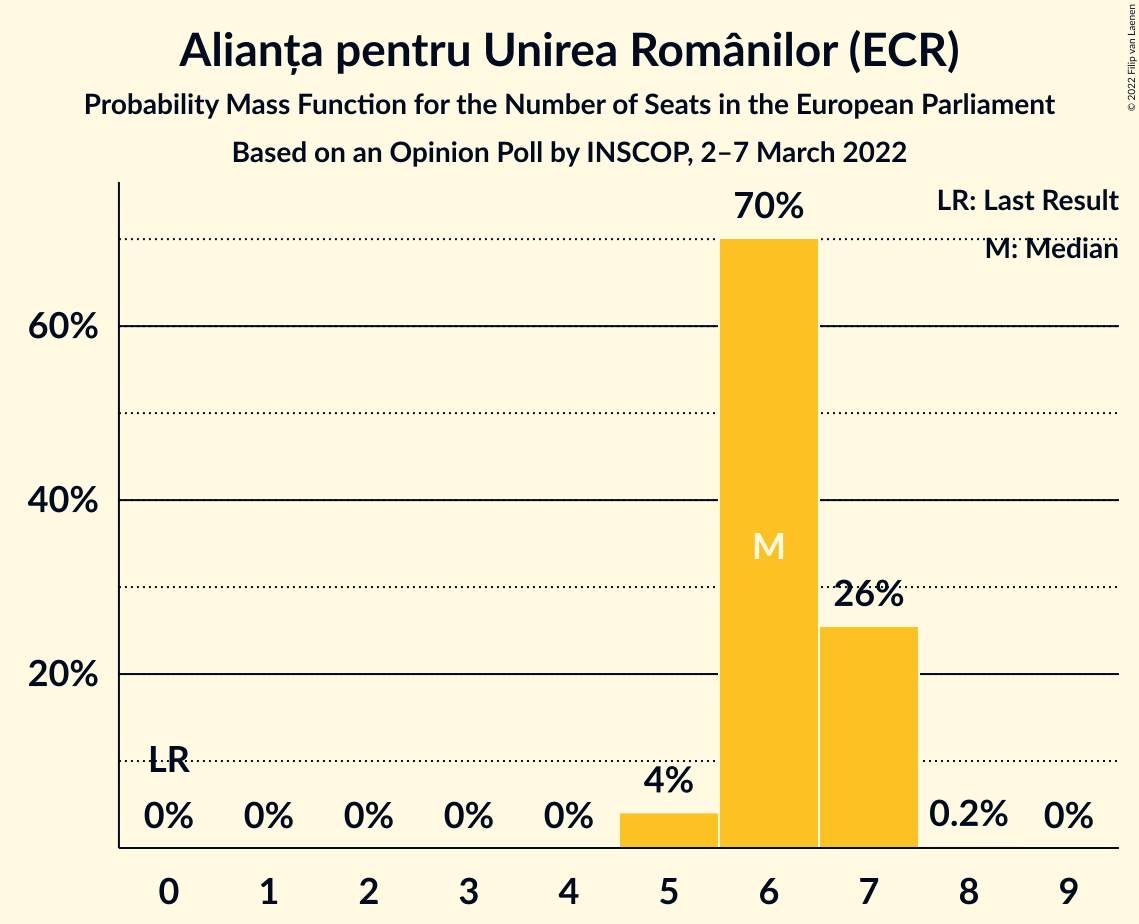 Alianța pentru Unirea Românilor (ECR)
Probability Mass Function for the Number of Seats in the European Parliament
Based on an Opinion Poll by INSCOP, 2–7 March 2022
© 2022 Filip van Laenen
LR: Last Result
M: Median
70%
60%
40%
M
26%
20%
LR
4%
0% 0% 0% 0% 0% 0.2% 0%
0 1 2 3 4 5 6 7 8 9